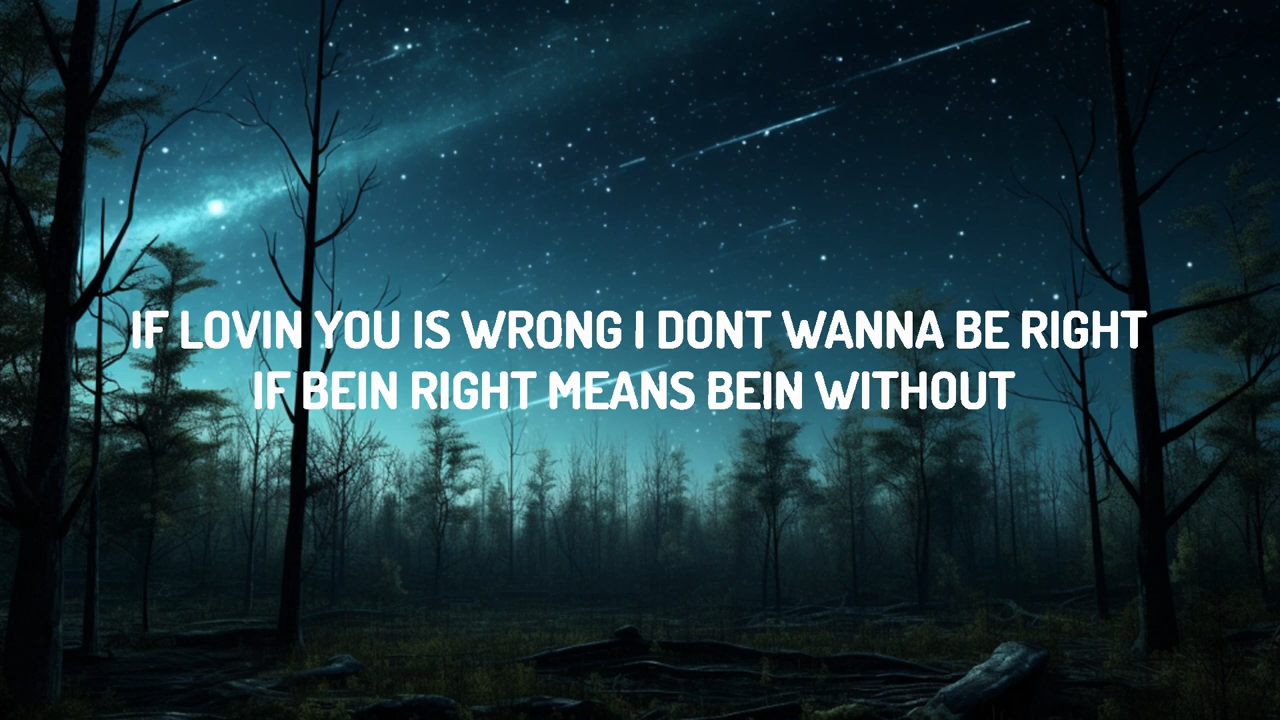 IF LOVIN YOU IS WRONG I DONT WANNA BE RIGHT
IF BEIN RIGHT MEANS BEIN WITHOUT